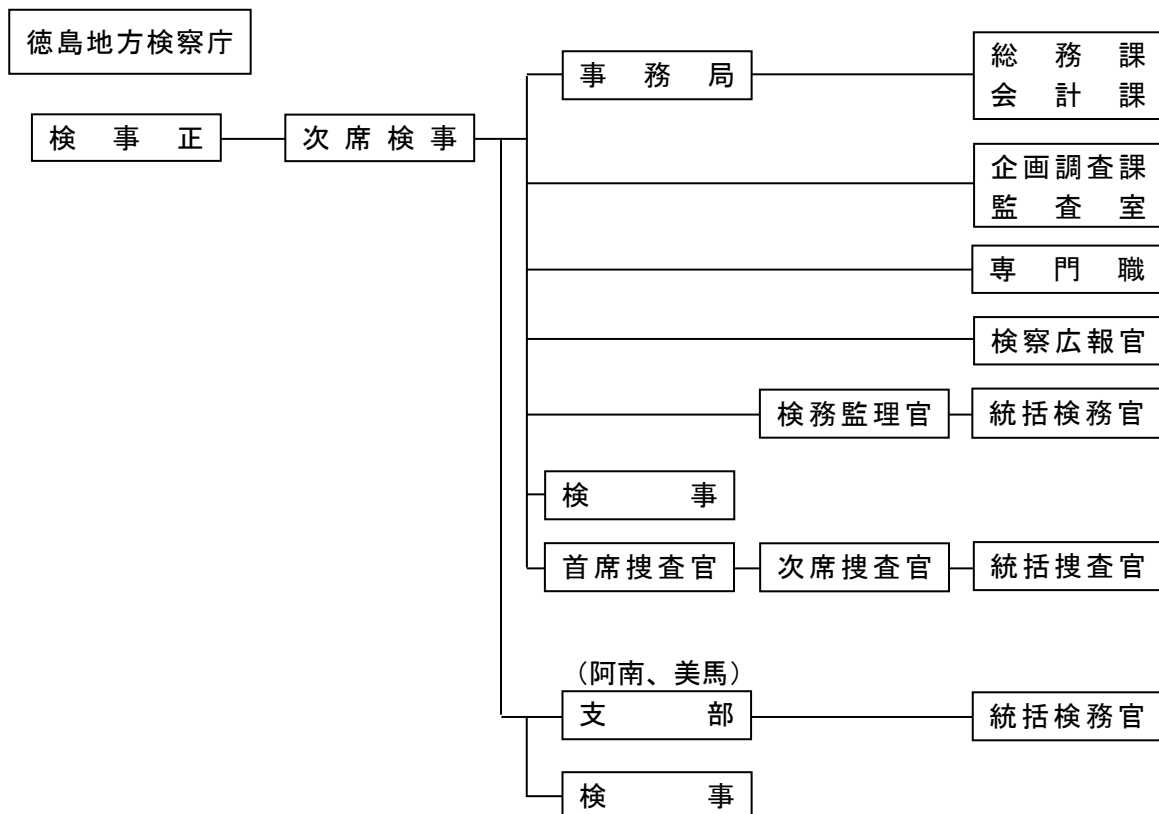 徳島地方検察庁
検事正
次席検事
事務局
総務課
会計課
企画調査課
監査室
専門職
検察広報官
検務監理官
統括検務官
検事
首席捜査官
次席捜査官
統括捜査官
（阿南、美馬）
支部
統括検務官
検事